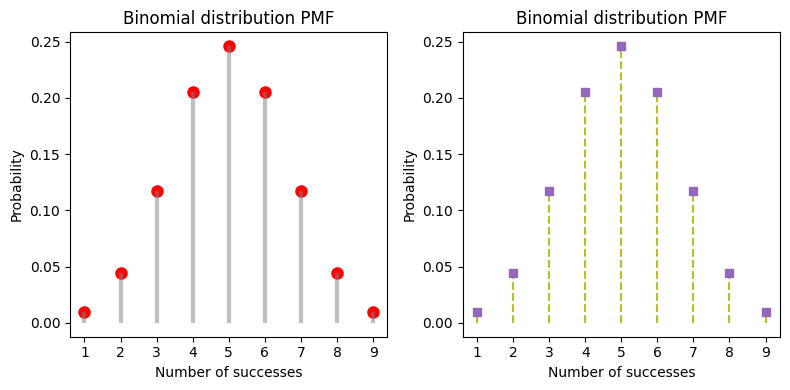 Binomial distribution PMF
0.25
0.20
0.15
0.10
0.05
0.00
Probability
1 2 3 4 5 6 7 8 9
Number of successes
Binomial distribution PMF
0.25
0.20
0.15
0.10
0.05
0.00
Probability
1 2 3 4 5 6 7 8 9
Number of successes